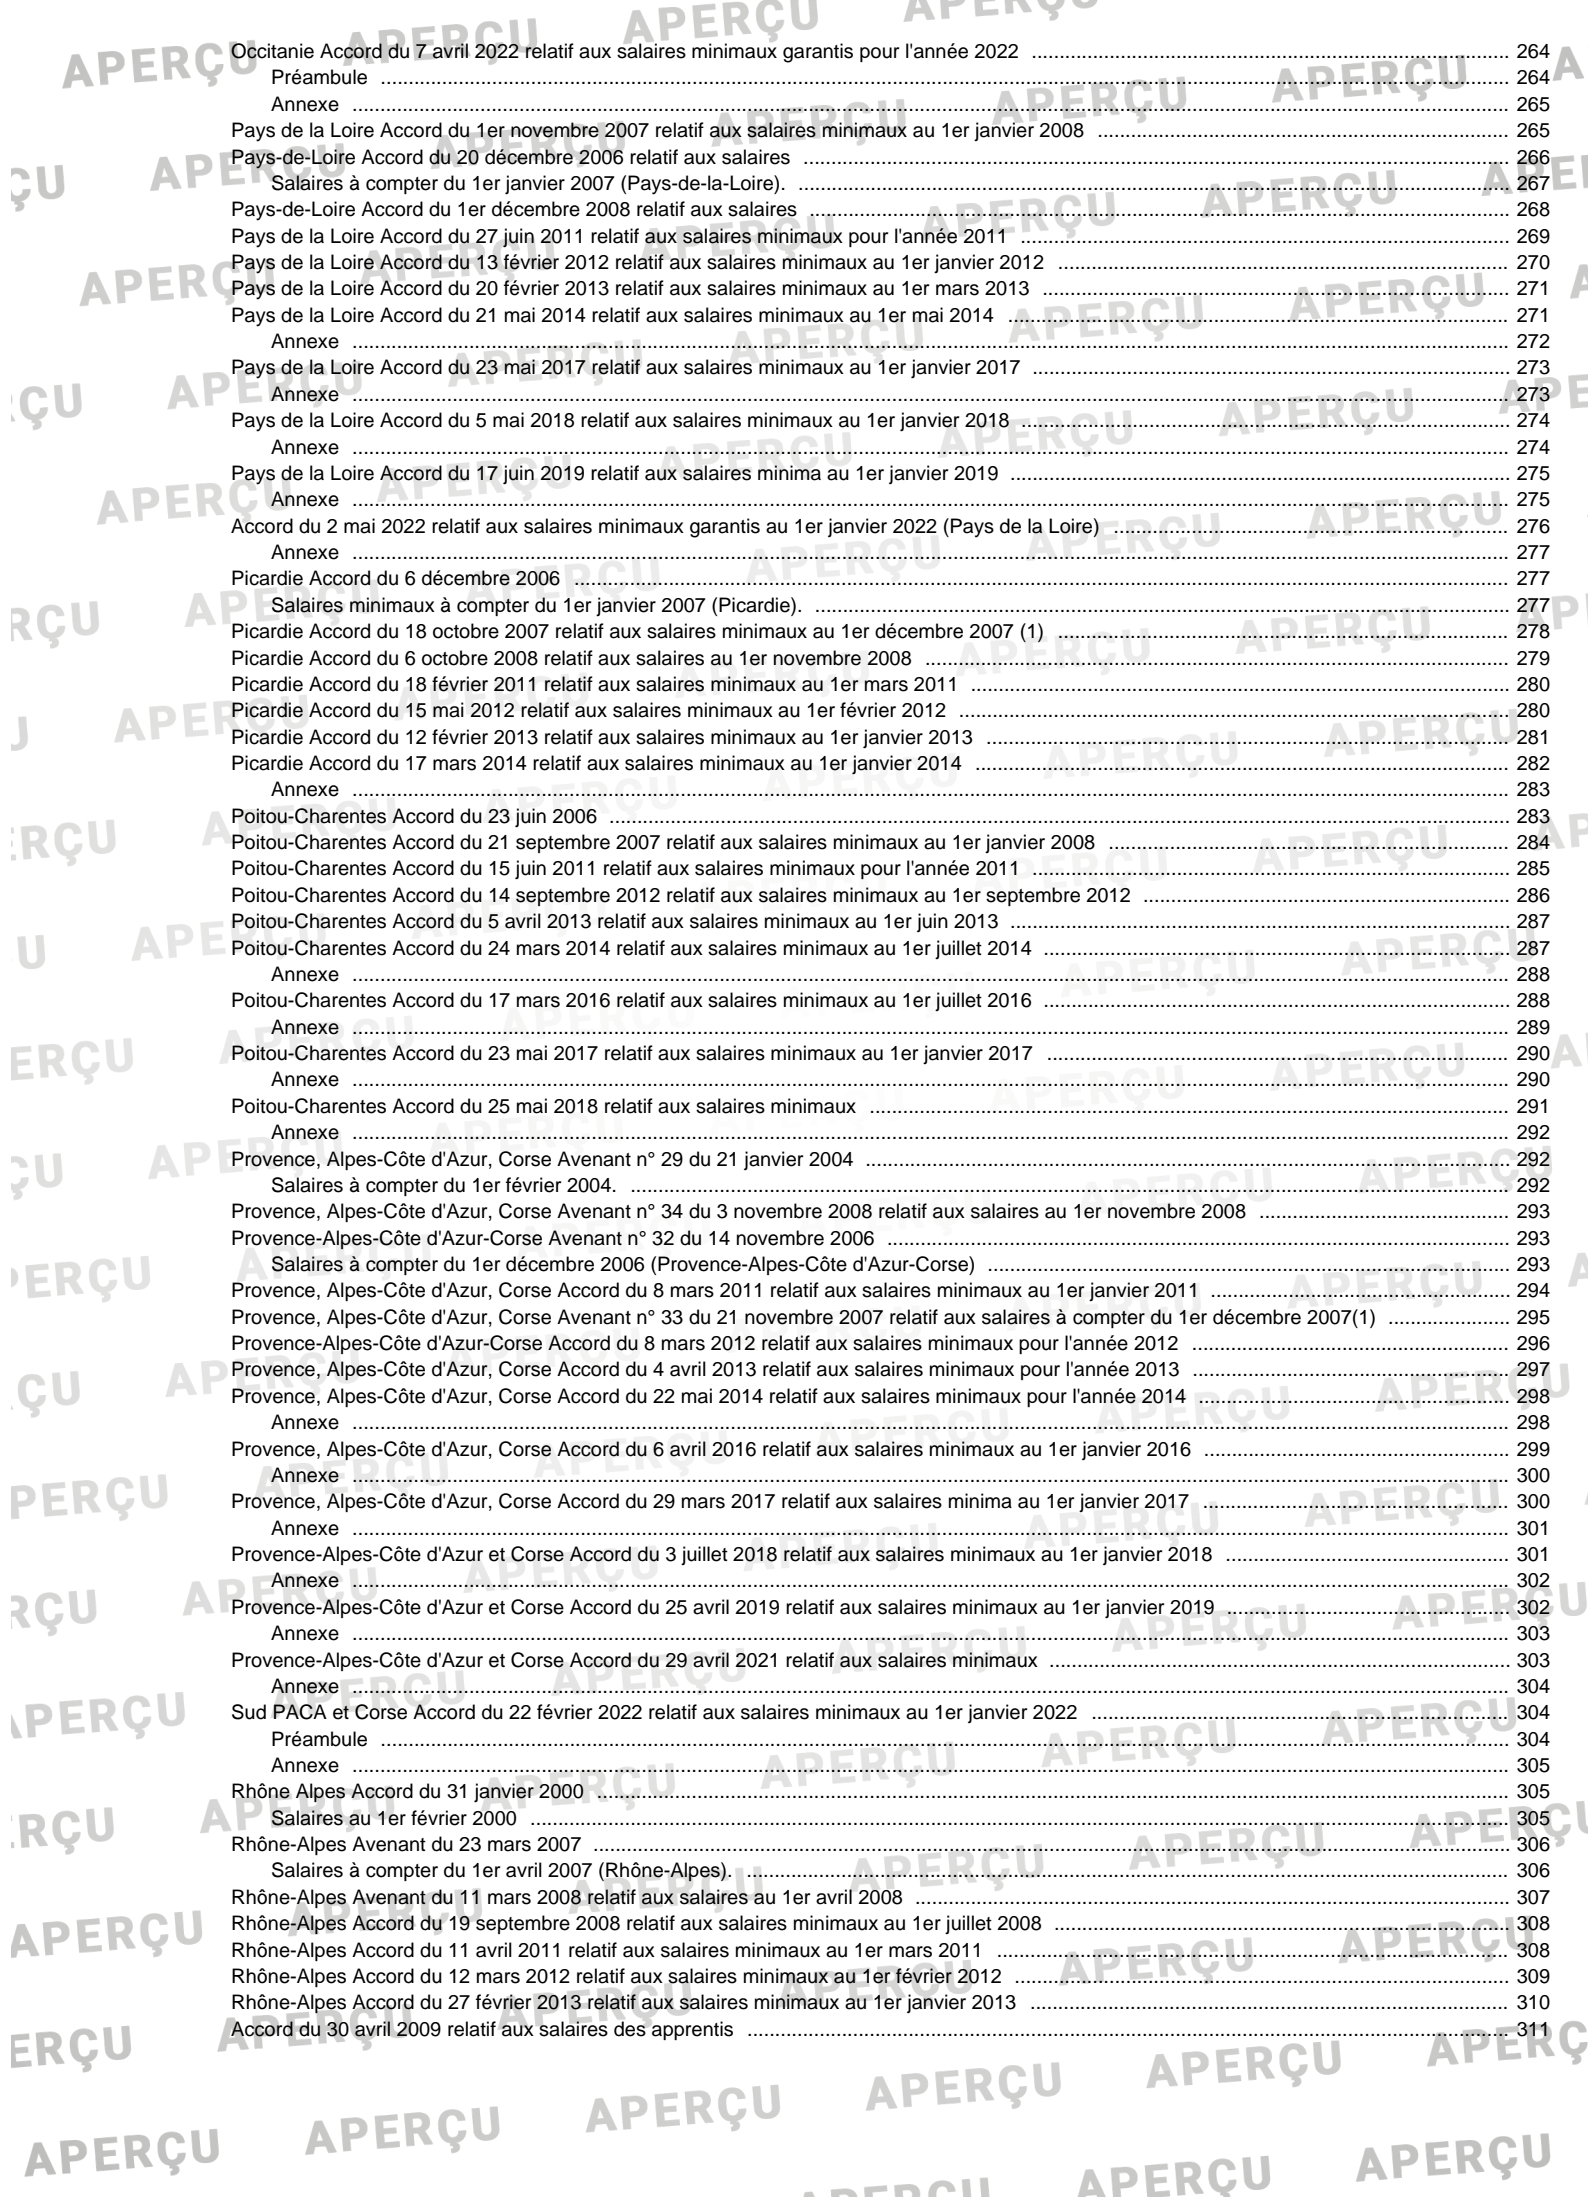 Occitanie Accord du 7 avril 2022 relatif aux salaires minimaux garantis pour l'année 2022 264
Préambule 264
Annexe 265
Pays de la Loire Accord du 1er novembre 2007 relatif aux salaires minimaux au 1er janvier 2008 265
Pays-de-Loire Accord du 20 décembre 2006 relatif aux salaires 266
Salaires à compter du 1er janvier 2007 (Pays-de-la-Loire). 267
Pays-de-Loire Accord du 1er décembre 2008 relatif aux salaires 268
Pays de la Loire Accord du 27 juin 2011 relatif aux salaires minimaux pour l'année 2011 269
Pays de la Loire Accord du 13 février 2012 relatif aux salaires minimaux au 1er janvier 2012 270
Pays de la Loire Accord du 20 février 2013 relatif aux salaires minimaux au 1er mars 2013 271
Pays de la Loire Accord du 21 mai 2014 relatif aux salaires minimaux au 1er mai 2014 271
Annexe 272
Pays de la Loire Accord du 23 mai 2017 relatif aux salaires minimaux au 1er janvier 2017 273
Annexe 273
Pays de la Loire Accord du 5 mai 2018 relatif aux salaires minimaux au 1er janvier 2018 274
Annexe 274
Pays de la Loire Accord du 17 juin 2019 relatif aux salaires minima au 1er janvier 2019 275
Annexe 275
Accord du 2 mai 2022 relatif aux salaires minimaux garantis au 1er janvier 2022 (Pays de la Loire) 276
Annexe 277
Picardie Accord du 6 décembre 2006 277
Salaires minimaux à compter du 1er janvier 2007 (Picardie). 277
Picardie Accord du 18 octobre 2007 relatif aux salaires minimaux au 1er décembre 2007 (1) 278
Picardie Accord du 6 octobre 2008 relatif aux salaires au 1er novembre 2008 279
Picardie Accord du 18 février 2011 relatif aux salaires minimaux au 1er mars 2011 280
Picardie Accord du 15 mai 2012 relatif aux salaires minimaux au 1er février 2012 280
Picardie Accord du 12 février 2013 relatif aux salaires minimaux au 1er janvier 2013 281
Picardie Accord du 17 mars 2014 relatif aux salaires minimaux au 1er janvier 2014 282
Annexe 283
Poitou-Charentes Accord du 23 juin 2006 283
Poitou-Charentes Accord du 21 septembre 2007 relatif aux salaires minimaux au 1er janvier 2008 284
Poitou-Charentes Accord du 15 juin 2011 relatif aux salaires minimaux pour l'année 2011 285
Poitou-Charentes Accord du 14 septembre 2012 relatif aux salaires minimaux au 1er septembre 2012 286
Poitou-Charentes Accord du 5 avril 2013 relatif aux salaires minimaux au 1er juin 2013 287
Poitou-Charentes Accord du 24 mars 2014 relatif aux salaires minimaux au 1er juillet 2014 287
Annexe 288
Poitou-Charentes Accord du 17 mars 2016 relatif aux salaires minimaux au 1er juillet 2016 288
Annexe 289
Poitou-Charentes Accord du 23 mai 2017 relatif aux salaires minimaux au 1er janvier 2017 290
Annexe 290
Poitou-Charentes Accord du 25 mai 2018 relatif aux salaires minimaux 291
Annexe 292
Provence, Alpes-Côte d'Azur, Corse Avenant n° 29 du 21 janvier 2004 292
Salaires à compter du 1er février 2004. 292
Provence, Alpes-Côte d'Azur, Corse Avenant n° 34 du 3 novembre 2008 relatif aux salaires au 1er novembre 2008 293
Provence-Alpes-Côte d'Azur-Corse Avenant n° 32 du 14 novembre 2006 293
Salaires à compter du 1er décembre 2006 (Provence-Alpes-Côte d'Azur-Corse) 293
Provence, Alpes-Côte d'Azur, Corse Accord du 8 mars 2011 relatif aux salaires minimaux au 1er janvier 2011 294
Provence, Alpes-Côte d'Azur, Corse Avenant n° 33 du 21 novembre 2007 relatif aux salaires à compter du 1er décembre 2007(1) 295
Provence-Alpes-Côte d'Azur-Corse Accord du 8 mars 2012 relatif aux salaires minimaux pour l'année 2012 296
Provence, Alpes-Côte d'Azur, Corse Accord du 4 avril 2013 relatif aux salaires minimaux pour l'année 2013 297
Provence, Alpes-Côte d'Azur, Corse Accord du 22 mai 2014 relatif aux salaires minimaux pour l'année 2014 298
Annexe 298
Provence, Alpes-Côte d'Azur, Corse Accord du 6 avril 2016 relatif aux salaires minimaux au 1er janvier 2016 299
Annexe 300
Provence, Alpes-Côte d'Azur, Corse Accord du 29 mars 2017 relatif aux salaires minima au 1er janvier 2017 300
Annexe 301
Provence-Alpes-Côte d'Azur et Corse Accord du 3 juillet 2018 relatif aux salaires minimaux au 1er janvier 2018 301
Annexe 302
Provence-Alpes-Côte d'Azur et Corse Accord du 25 avril 2019 relatif aux salaires minimaux au 1er janvier 2019 302
Annexe 303
Provence-Alpes-Côte d'Azur et Corse Accord du 29 avril 2021 relatif aux salaires minimaux 303
Annexe 304
Sud PACA et Corse Accord du 22 février 2022 relatif aux salaires minimaux au 1er janvier 2022 304
Préambule 304
Annexe 305
Rhône Alpes Accord du 31 janvier 2000 305
Salaires au 1er février 2000 305
Rhône-Alpes Avenant du 23 mars 2007 306
Salaires à compter du 1er avril 2007 (Rhône-Alpes). 306
Rhône-Alpes Avenant du 11 mars 2008 relatif aux salaires au 1er avril 2008 307
Rhône-Alpes Accord du 19 septembre 2008 relatif aux salaires minimaux au 1er juillet 2008 308
Rhône-Alpes Accord du 11 avril 2011 relatif aux salaires minimaux au 1er mars 2011 308
Rhône-Alpes Accord du 12 mars 2012 relatif aux salaires minimaux au 1er février 2012 309
Rhône-Alpes Accord du 27 février 2013 relatif aux salaires minimaux au 1er janvier 2013 310
Accord du 30 avril 2009 relatif aux salaires des apprentis 311
APERÇU